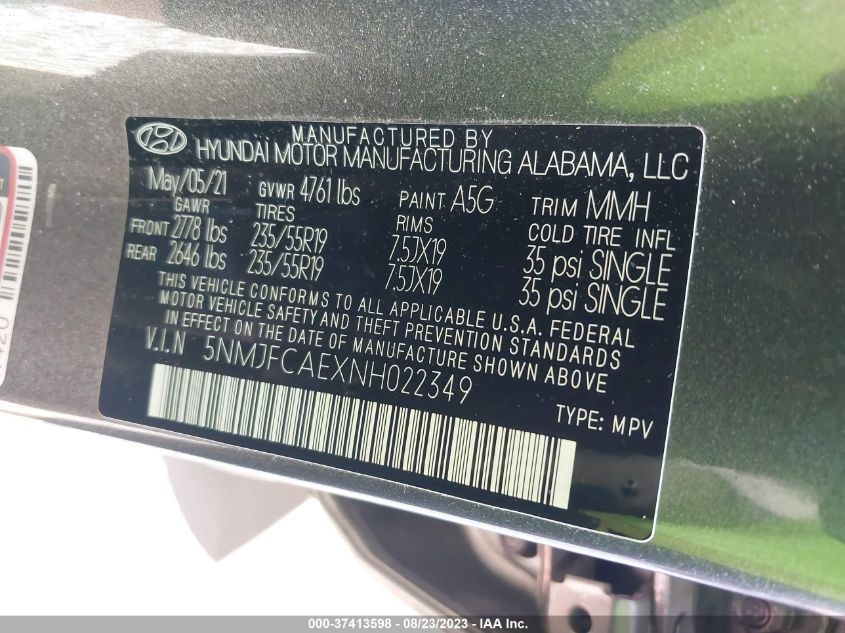 MANUFACTURED BY
HYUNDAI MOTOR MANUFACTURING ALABAMA, LLC
May/05/21 GVWR 4761 lbs PAINT A5G TRIM MMH
GAWR TIRES RIMS COLD TIRE INFL
FRONT 2778 lbs 235/55R19 7.5JX19 35 psi SINGLE
REAR 2646 lbs 235/55R19 7.5JX19 35 psi SINGLE
THIS VEHICLE CONFORMS TO ALL APPLICABLE U.S.A. FEDERAL
MOTOR VEHICLE SAFETY AND THEFT PREVENTION STANDARDS
IN EFFECT ON THE DATE OF MANUFACTURE SHOWN ABOVE.
V.I.N 5NMJFCAEXNH022349
TYPE: MPV
000-37413598 - 08/23/2023 - IAA Inc.